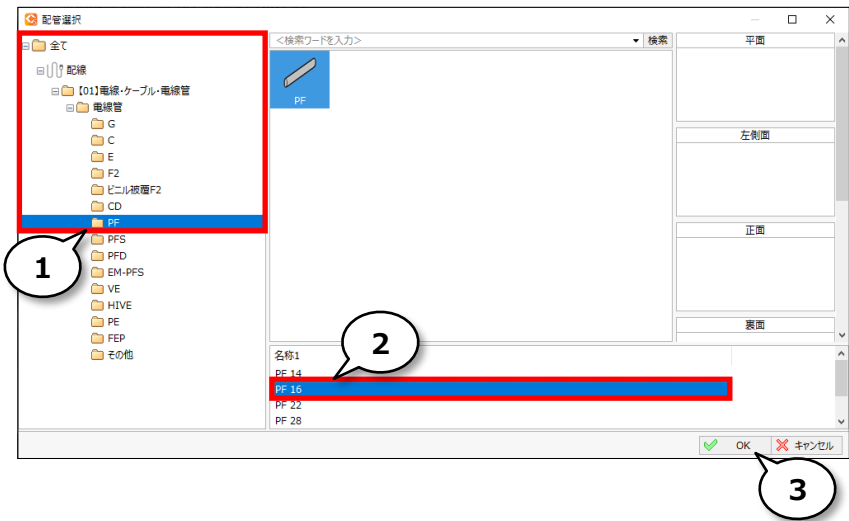 配管選択
全て
配線
【01】電線・ケーブル・電線管
電線管
G
C
E
F2
ビニル被覆F2
CD
PF
PFS
PFD
EM-PFS
VE
HIVE
PE
FEP
その他
1
<検索ワードを入力>
検索
PF
平面
左側面
正面
裏面
2
名称1
PF 14
PF 16
PF 22
PF 28
OK
キャンセル
3